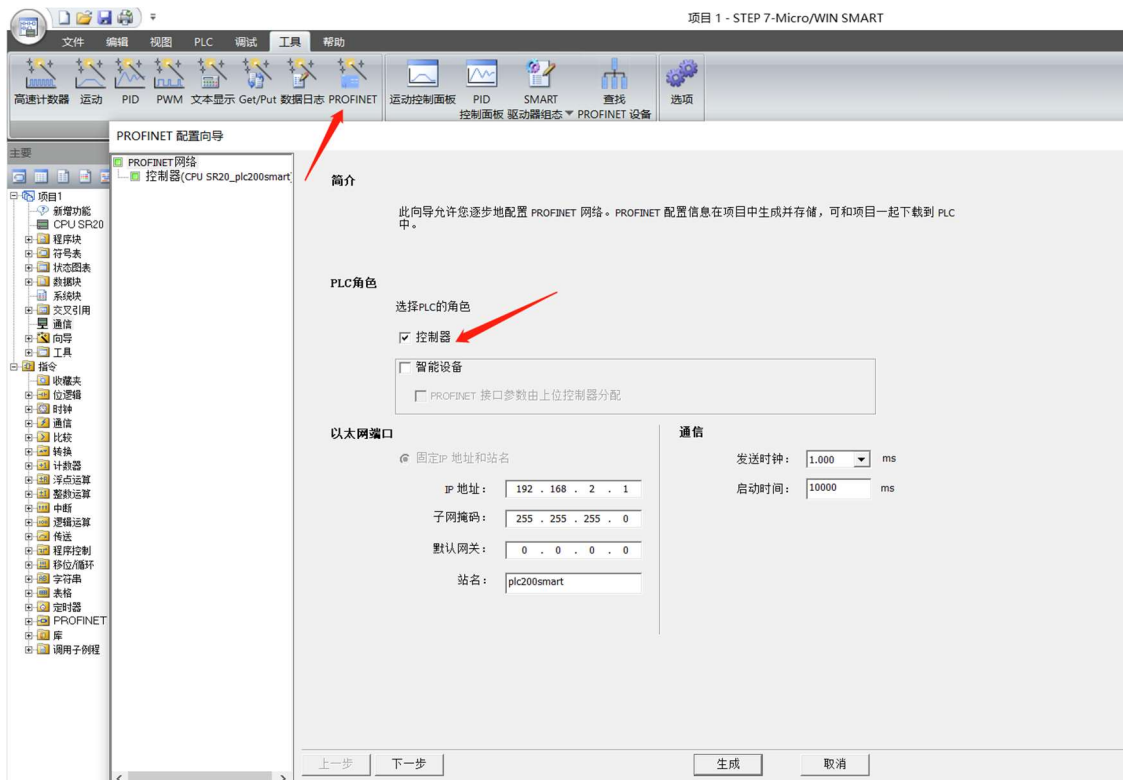 项目 1 - STEP 7-Micro/WIN SMART
文件 编辑 视图 PLC 调试 工具 帮助
高速计数器 运动 PID PWM 文本显示 Get/Put 数据日志 PROFINET 运动控制面板 PID 控制面板 SMART 驱动器组态 查找 PROFINET 设备 选项
主要
项目1
新增功能
CPU SR20
程序块
符号表
状态图表
数据块
系统块
交叉引用
通信
向导
工具
指令
收藏夹
位逻辑
时钟
通信
比较
转换
计数器
浮点运算
整数运算
中断
逻辑运算
传送
程序控制
移位/循环
字符串
表格
定时器
PROFINET
库
调用子例程
PROFINET 配置向导
PROFINET网络
控制器(CPU SR20_plc200smart)
简介
此向导允许您逐步地配置 PROFINET 网络。PROFINET 配置信息在项目中生成并存储，可和项目一起下载到 PLC
中。
PLC角色
选择PLC的角色
控制器
智能设备
PROFINET 接口参数由上位控制器分配
以太网端口
固定IP 地址和站名
IP 地址： 192 . 168 . 2 . 1
子网掩码： 255 . 255 . 255 . 0
默认网关： 0 . 0 . 0 . 0
站名： plc200smart
通信
发送时钟： 1.000 ms
启动时间： 10000 ms
上一步 下一步 生成 取消